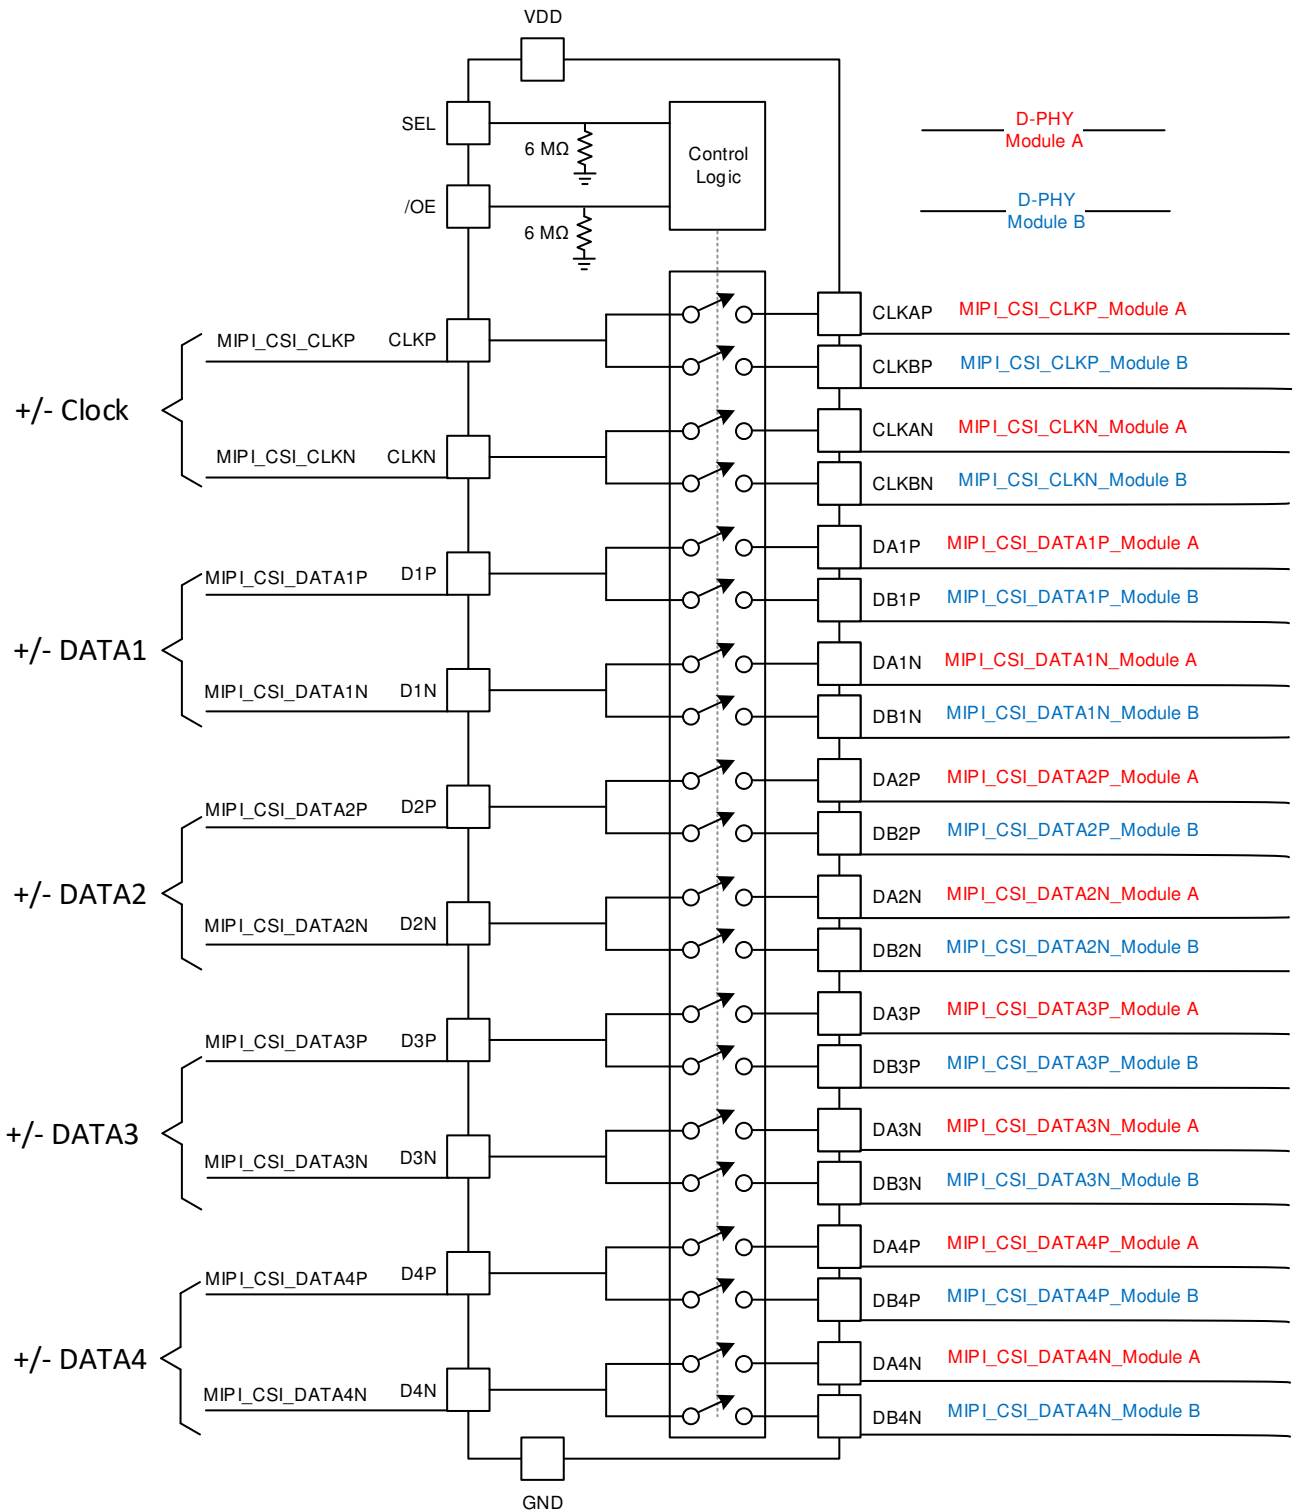 VDD
SEL
6 MΩ
/OE
6 MΩ
Control
Logic
D-PHY
Module A
D-PHY
Module B
+/- Clock
MIPI_CSI_CLKP CLKP
CLKAP MIPI_CSI_CLKP_Module A
CLKBP MIPI_CSI_CLKP_Module B
MIPI_CSI_CLKN CLKN
CLKAN MIPI_CSI_CLKN_Module A
CLKBN MIPI_CSI_CLKN_Module B
+/- DATA1
MIPI_CSI_DATA1P D1P
DA1P MIPI_CSI_DATA1P_Module A
DB1P MIPI_CSI_DATA1P_Module B
MIPI_CSI_DATA1N D1N
DA1N MIPI_CSI_DATA1N_Module A
DB1N MIPI_CSI_DATA1N_Module B
+/- DATA2
MIPI_CSI_DATA2P D2P
DA2P MIPI_CSI_DATA2P_Module A
DB2P MIPI_CSI_DATA2P_Module B
MIPI_CSI_DATA2N D2N
DA2N MIPI_CSI_DATA2N_Module A
DB2N MIPI_CSI_DATA2N_Module B
+/- DATA3
MIPI_CSI_DATA3P D3P
DA3P MIPI_CSI_DATA3P_Module A
DB3P MIPI_CSI_DATA3P_Module B
MIPI_CSI_DATA3N D3N
DA3N MIPI_CSI_DATA3N_Module A
DB3N MIPI_CSI_DATA3N_Module B
+/- DATA4
MIPI_CSI_DATA4P D4P
DA4P MIPI_CSI_DATA4P_Module A
DB4P MIPI_CSI_DATA4P_Module B
MIPI_CSI_DATA4N D4N
DA4N MIPI_CSI_DATA4N_Module A
DB4N MIPI_CSI_DATA4N_Module B
GND